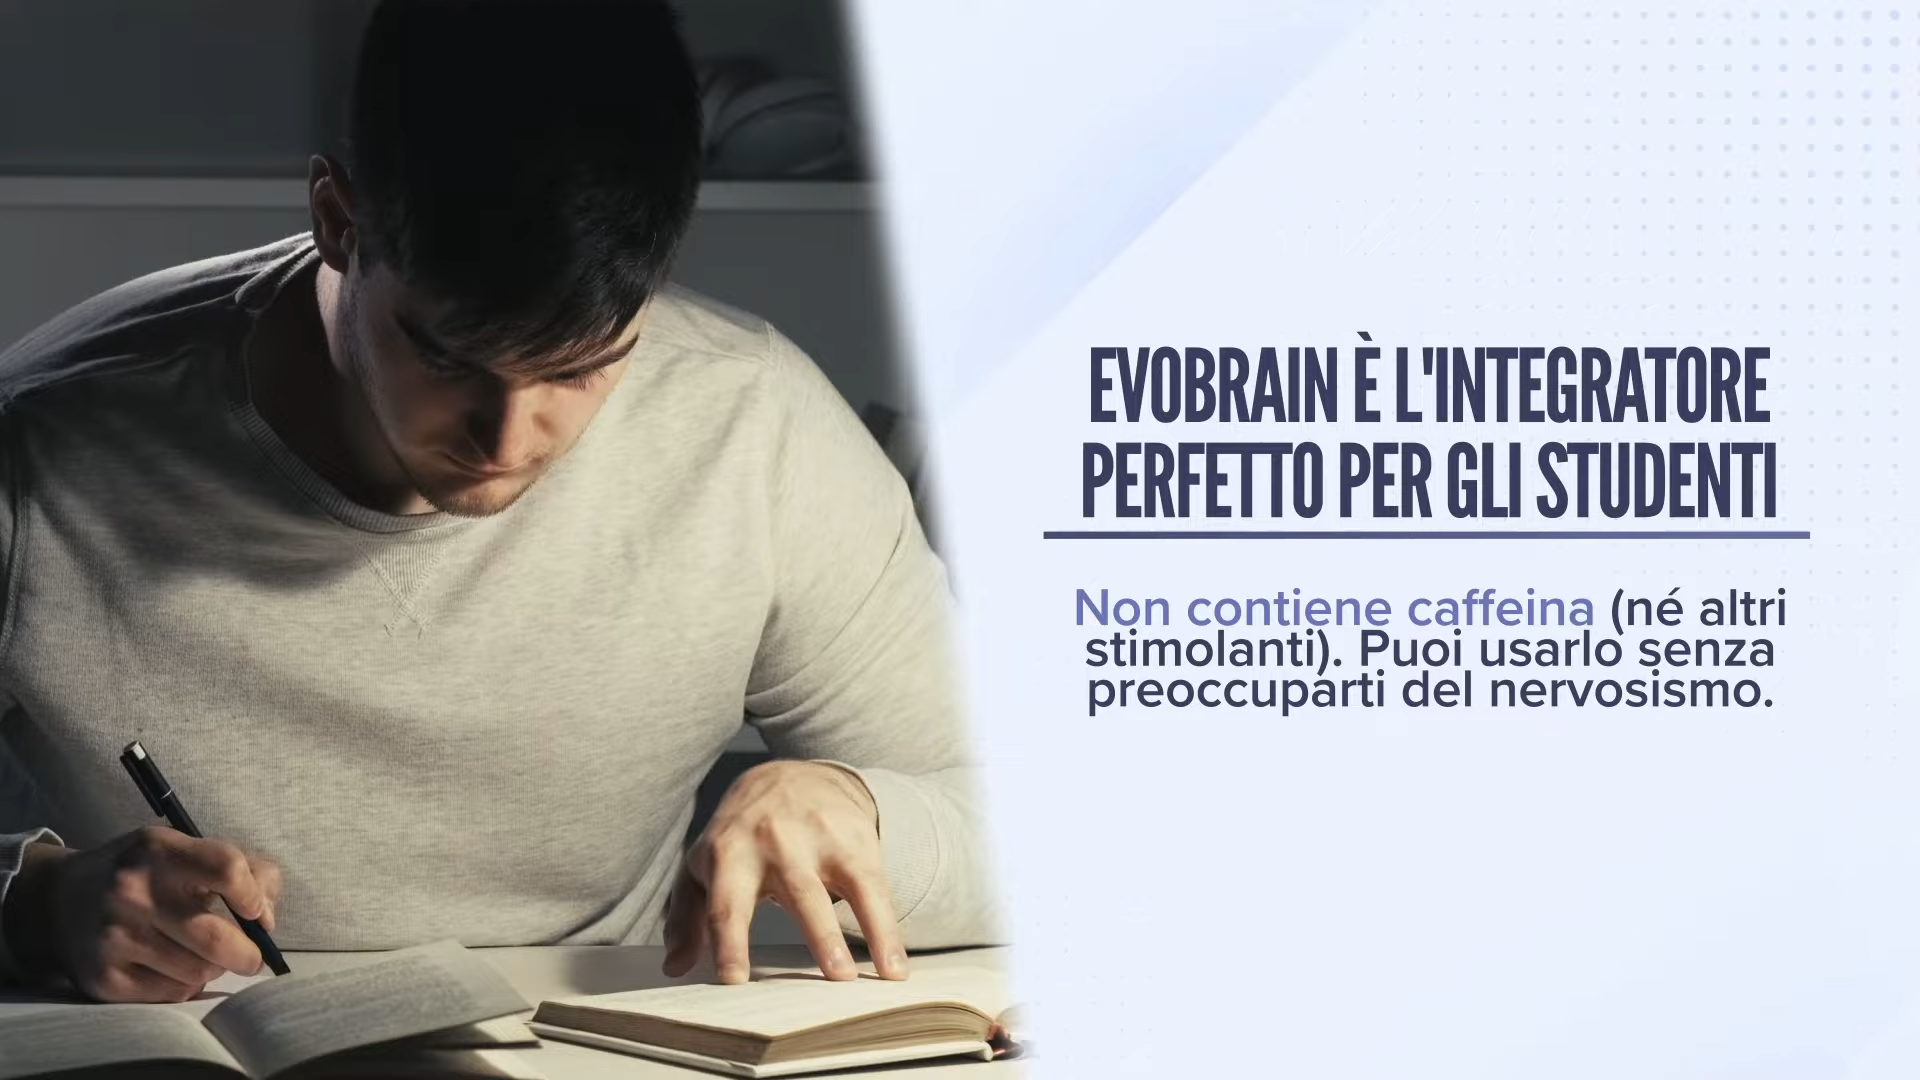 EVOBRAIN È L'INTEGRATORE
PERFETTO PER GLI STUDENTI
Non contiene caffeina (né altri
stimolanti). Puoi usarlo senza
preoccuparti del nervosismo.